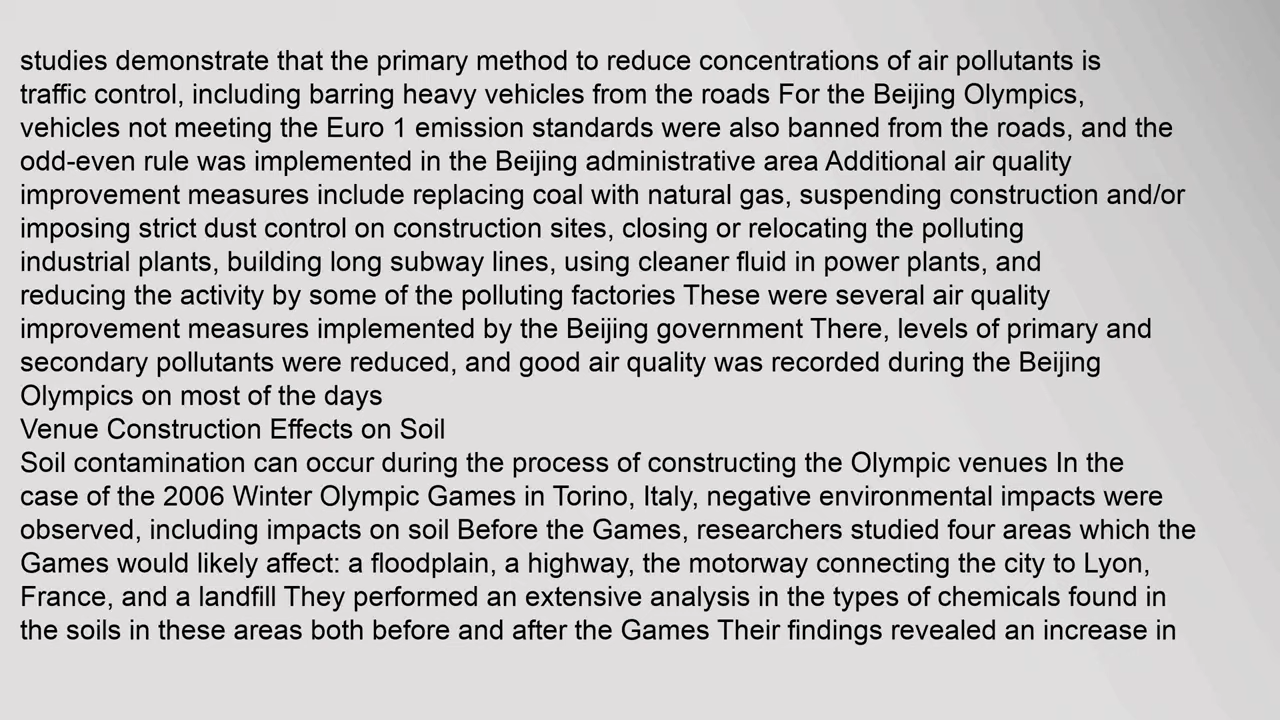 studies demonstrate that the primary method to reduce concentrations of air pollutants is
traffic control, including barring heavy vehicles from the roads For the Beijing Olympics,
vehicles not meeting the Euro 1 emission standards were also banned from the roads, and the
odd-even rule was implemented in the Beijing administrative area Additional air quality
improvement measures include replacing coal with natural gas, suspending construction and/or
imposing strict dust control on construction sites, closing or relocating the polluting
industrial plants, building long subway lines, using cleaner fluid in power plants, and
reducing the activity by some of the polluting factories These were several air quality
improvement measures implemented by the Beijing government There, levels of primary and
secondary pollutants were reduced, and good air quality was recorded during the Beijing
Olympics on most of the days
Venue Construction Effects on Soil
Soil contamination can occur during the process of constructing the Olympic venues In the
case of the 2006 Winter Olympic Games in Torino, Italy, negative environmental impacts were
observed, including impacts on soil Before the Games, researchers studied four areas which the
Games would likely affect: a floodplain, a highway, the motorway connecting the city to Lyon,
France, and a landfill They performed an extensive analysis in the types of chemicals found in
the soils in these areas both before and after the Games Their findings revealed an increase in